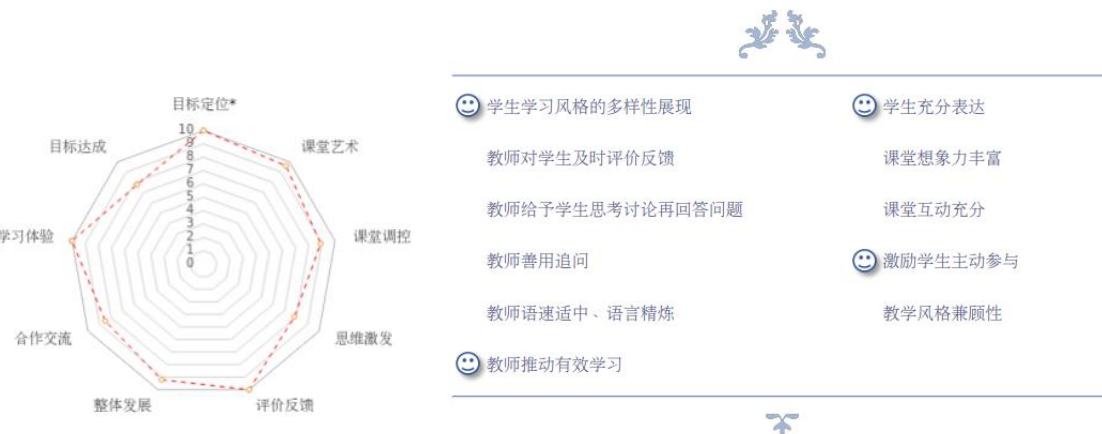 目标定位*
课堂艺术
课堂调控
思维激发
评价反馈
整体发展
合作交流
学习体验
目标达成
10
9
8
7
6
5
4
3
2
1
0
学生学习风格的多样性展现
教师对学生及时评价反馈
教师给予学生思考讨论再回答问题
教师善用追问
教师语速适中、语言精炼
教师推动有效学习
学生充分表达
课堂想象力丰富
课堂互动充分
激励学生主动参与
教学风格兼顾性